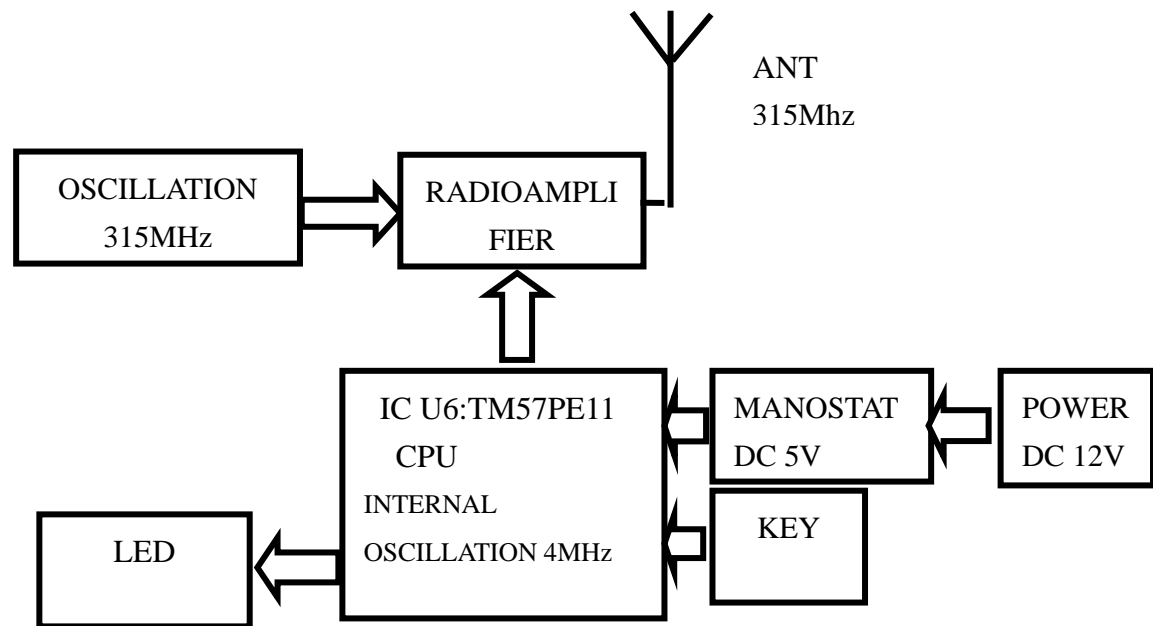 ANT
315Mhz
OSCILLATION
315MHz
RADIOAMPLI
FIER
IC U6:TM57PE11
CPU
INTERNAL
OSCILLATION 4MHz
MANOSTAT
DC 5V
POWER
DC 12V
KEY
LED